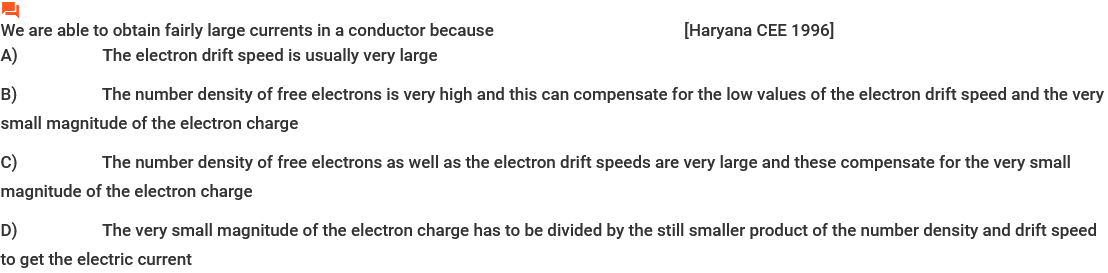 We are able to obtain fairly large currents in a conductor because [Haryana CEE 1996]
A) The electron drift speed is usually very large
B) The number density of free electrons is very high and this can compensate for the low values of the electron drift speed and the very
small magnitude of the electron charge
C) The number density of free electrons as well as the electron drift speeds are very large and these compensate for the very small
magnitude of the electron charge
D) The very small magnitude of the electron charge has to be divided by the still smaller product of the number density and drift speed
to get the electric current